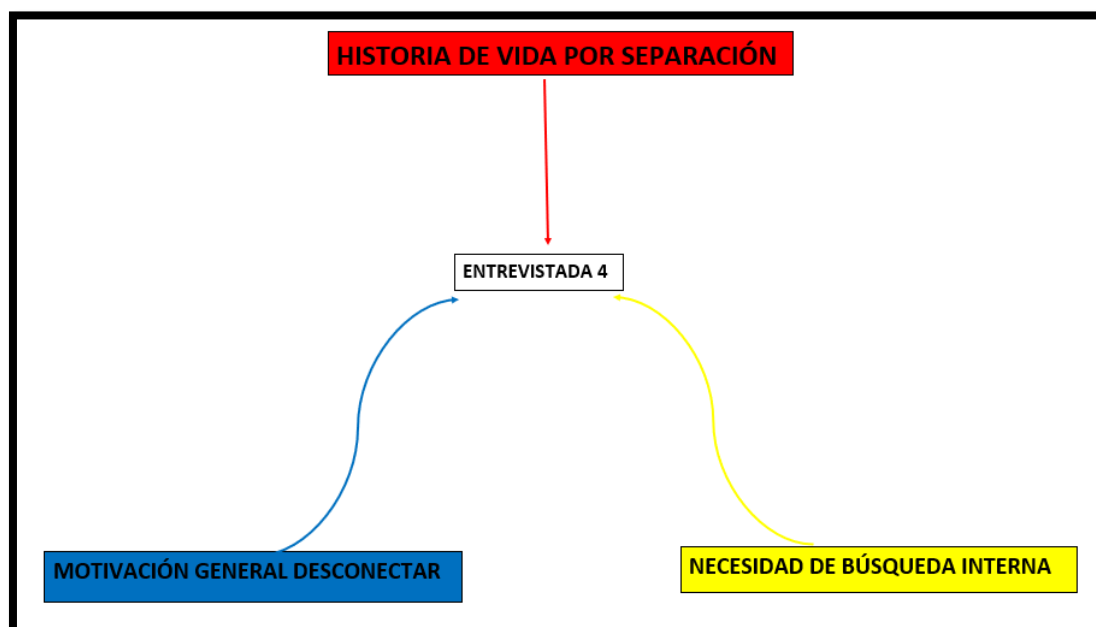 HISTORIA DE VIDA POR SEPARACIÓN
ENTREVISTADA 4
MOTIVACIÓN GENERAL DESCONECTAR
NECESIDAD DE BÚSQUEDA INTERNA